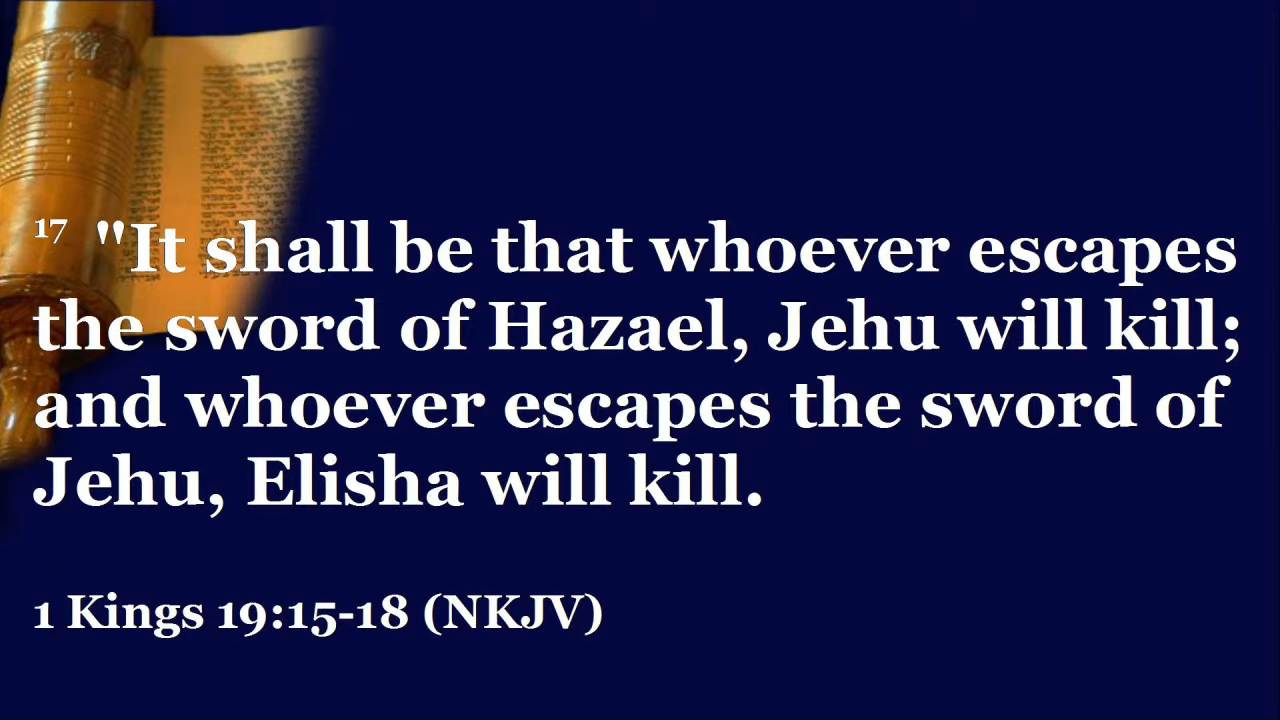 17 "It shall be that whoever escapes
the sword of Hazael, Jehu will kill;
and whoever escapes the sword of
Jehu, Elisha will kill.
1 Kings 19:15-18 (NKJV)